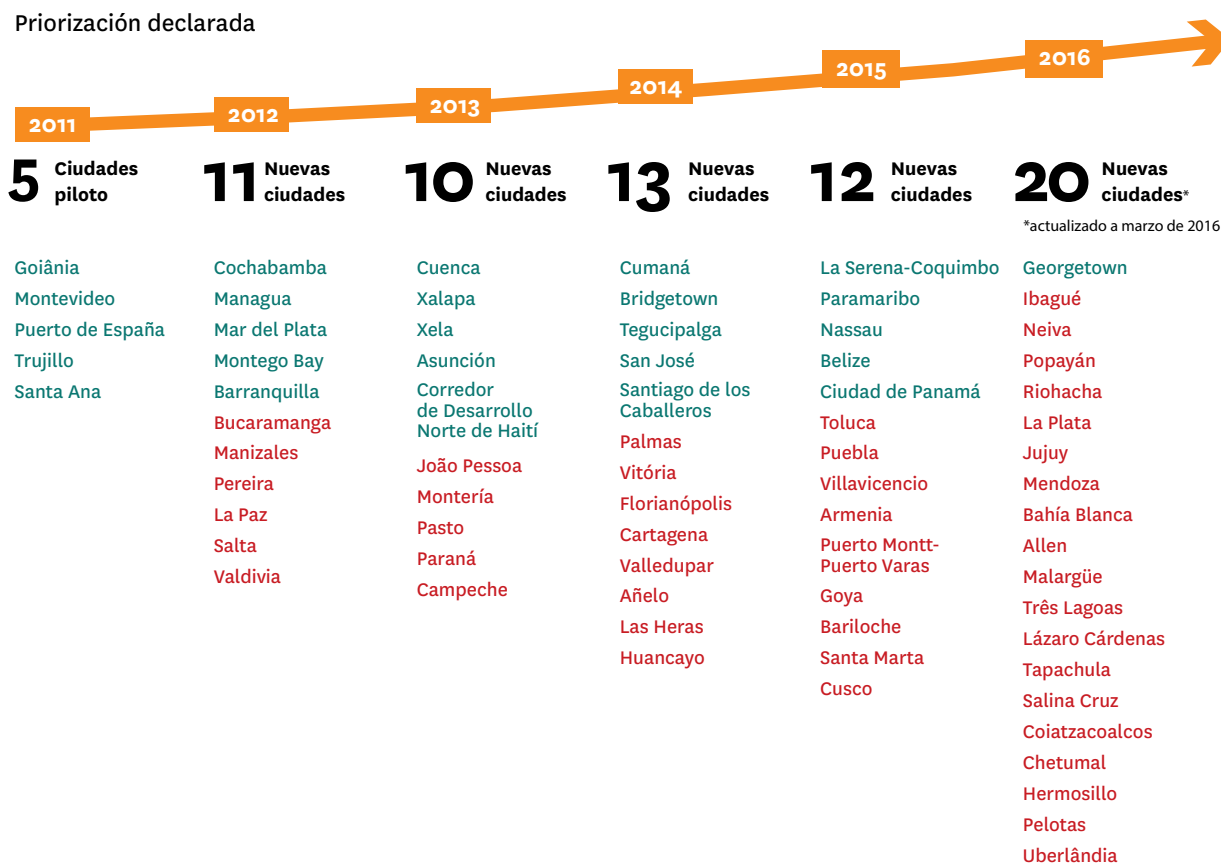 Priorización declarada
2011
2012
2013
2014
2015
2016
5 Ciudades
piloto
11 Nuevas
ciudades
10 Nuevas
ciudades
13 Nuevas
ciudades
12 Nuevas
ciudades
20 Nuevas
ciudades*
*actualizado a marzo de 2016
Goiânia
Montevideo
Puerto de España
Trujillo
Santa Ana
Cochabamba
Managua
Mar del Plata
Montego Bay
Barranquilla
Bucaramanga
Manizales
Pereira
La Paz
Salta
Valdivia
Cuenca
Xalapa
Xela
Asunción
Corredor
de Desarrollo
Norte de Haití
João Pessoa
Montería
Pasto
Paraná
Campeche
Cumaná
Bridgetown
Tegucipalga
San José
Santiago de los
Caballeros
Palmas
Vitória
Florianópolis
Cartagena
Valledupar
Añelo
Las Heras
Huancayo
La Serena-Coquimbo
Paramaribo
Nassau
Belize
Ciudad de Panamá
Toluca
Puebla
Villavicencio
Armenia
Puerto Montt-
Puerto Varas
Goya
Bariloche
Santa Marta
Cusco
Georgetown
Ibagué
Neiva
Popayán
Riohacha
La Plata
Jujuy
Mendoza
Bahía Blanca
Allen
Malargüe
Três Lagoas
Lázaro Cárdenas
Tapachula
Salina Cruz
Coiatzacoalcos
Chetumal
Hermosillo
Pelotas
Uberlândia